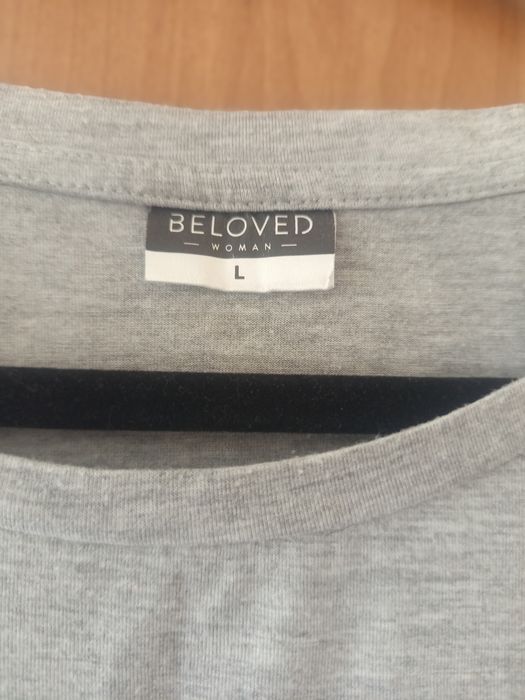 BELOVED
— WOMAN —
L